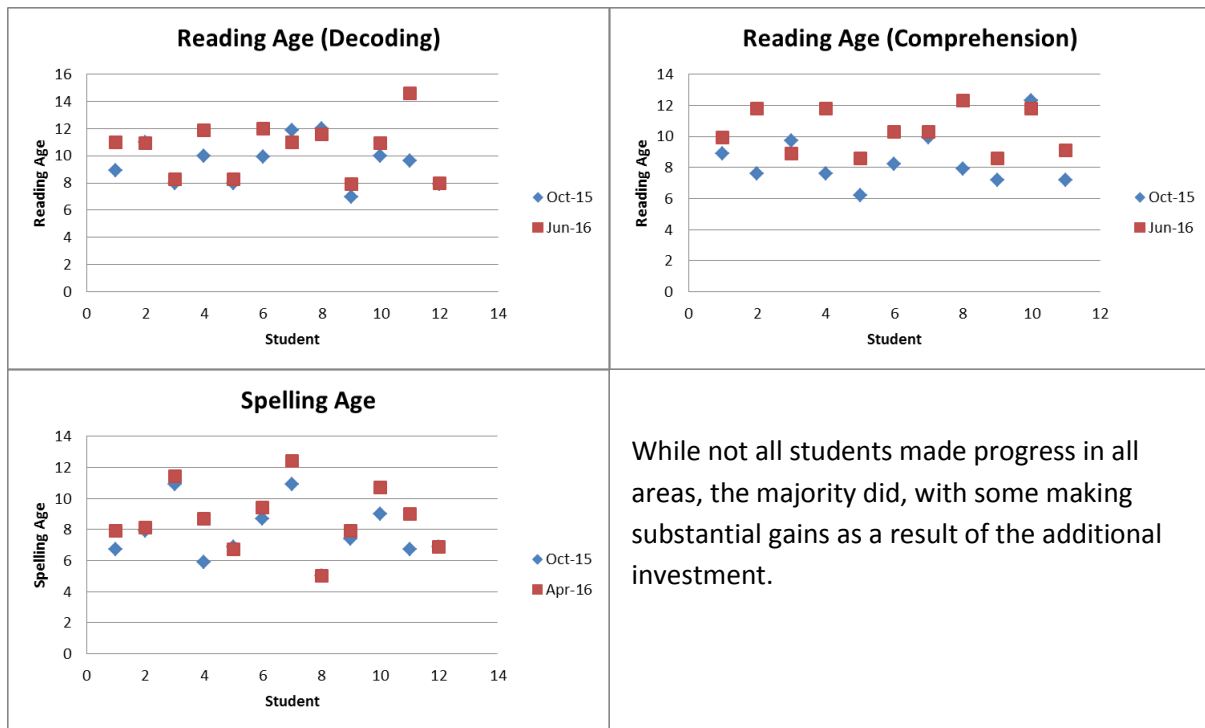 Reading Age (Decoding)
16
14
12
10
8
6
4
2
0
Reading Age
0 2 4 6 8 10 12 14
Student
Oct-15
Jun-16
Reading Age (Comprehension)
14
12
10
8
6
4
2
0
Reading Age
0 2 4 6 8 10 12
Student
Oct-15
Jun-16
Spelling Age
14
12
10
8
6
4
2
0
Spelling Age
0 2 4 6 8 10 12 14
Student
Oct-15
Apr-16
While not all students made progress in all
areas, the majority did, with some making
substantial gains as a result of the additional
investment.